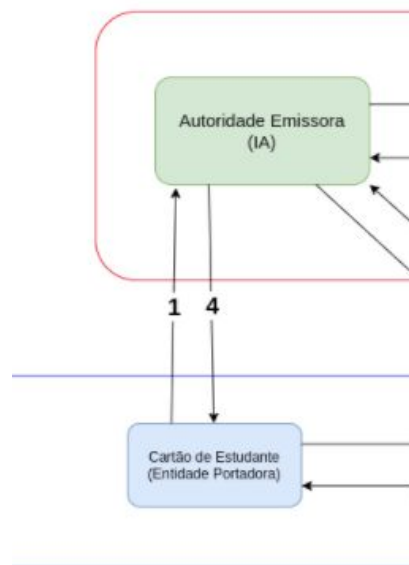 Autoridade Emissora
(IA)
1 4
Cartão de Estudante
(Entidade Portadora)